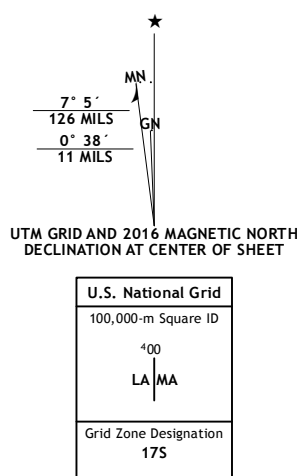 ★
MN
7° 5´
126 MILS
GN
0° 38´
11 MILS
UTM GRID AND 2016 MAGNETIC NORTH
DECLINATION AT CENTER OF SHEET
U.S. National Grid
100,000-m Square ID
⁴00
LA MA
Grid Zone Designation
17S